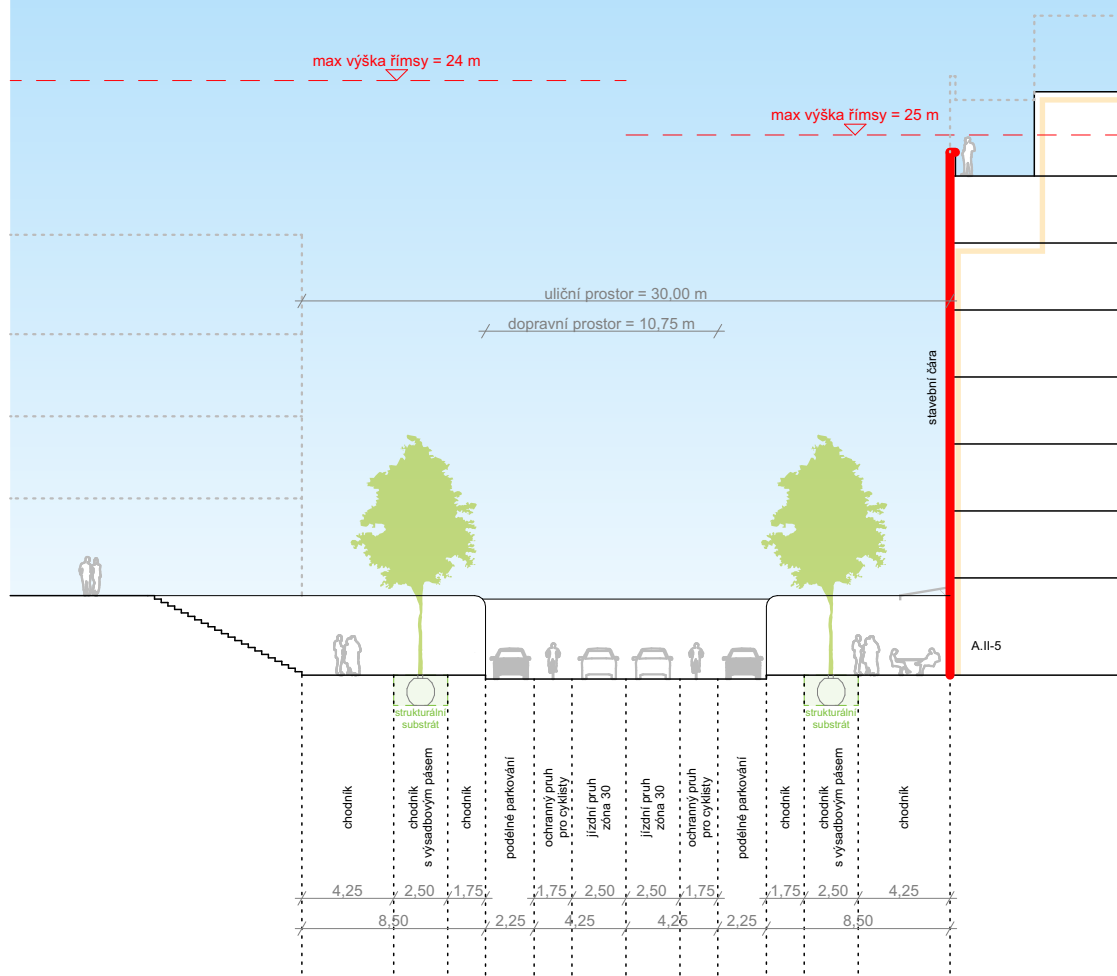 max výška římsy = 24 m
max výška římsy = 25 m
uliční prostor = 30,00 m
dopravní prostor = 10,75 m
stavební čára
A.II-5
strukturální
substrát
strukturální
substrát
chodník
chodník
s výsadbovým pásem
chodník
podélné parkování
ochranný pruh
pro cyklisty
jízdní pruh
zóna 30
jízdní pruh
zóna 30
ochranný pruh
pro cyklisty
podélné parkování
chodník
chodník
s výsadbovým pásem
chodník
4,25 2,50 1,75 1,75 2,50 2,50 1,75 1,75 2,50 4,25
8,50 2,25 4,25 4,25 2,25 8,50